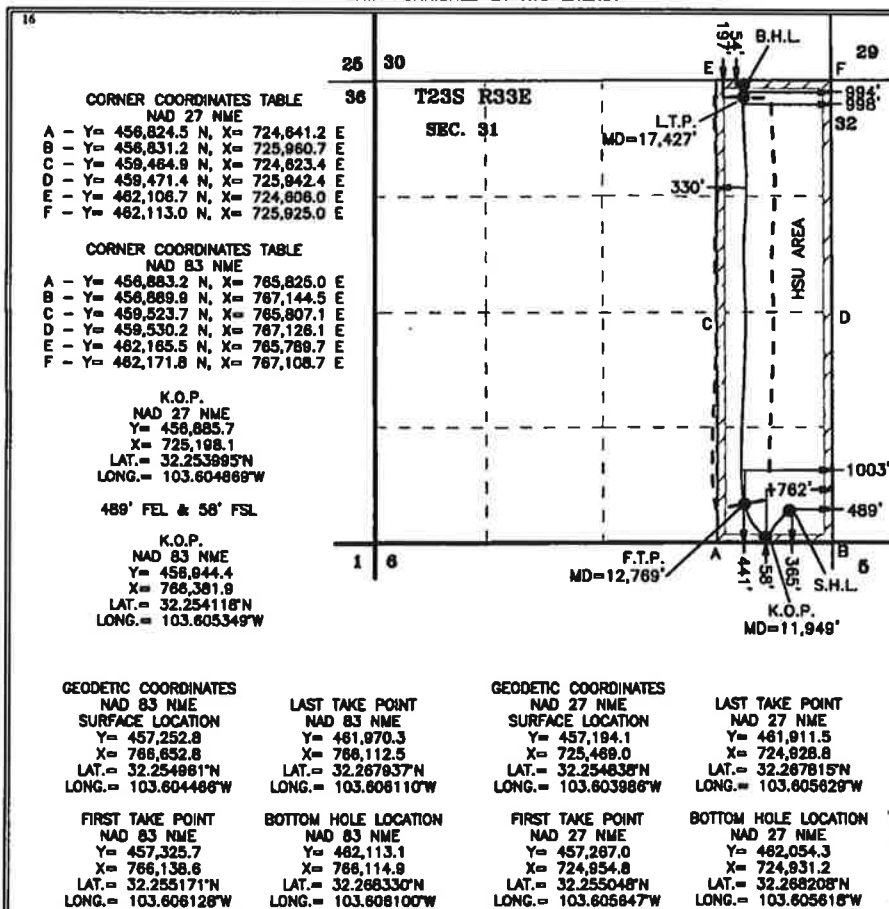 16
25 30
29
36
T23S R33E
SEC. 31
32
E
197'
54'
B.H.L.
F
994'
998'
L.T.P.
MD=17,427'
330'
HSU AREA
C
D
1003'
762'
489'
1 6
A
B
5
F.T.P.
MD=12,769'
441'
58'
365'
S.H.L.
K.O.P.
MD=11,949'
CORNER COORDINATES TABLE
NAD 27 NME
A - Y= 456,824.5 N, X= 724,641.2 E
B - Y= 456,831.2 N, X= 725,960.7 E
C - Y= 459,464.9 N, X= 724,623.4 E
D - Y= 459,471.4 N, X= 725,942.4 E
E - Y= 462,106.7 N, X= 724,606.0 E
F - Y= 462,113.0 N, X= 725,925.0 E
CORNER COORDINATES TABLE
NAD 83 NME
A - Y= 456,883.2 N, X= 765,825.0 E
B - Y= 456,889.9 N, X= 767,144.5 E
C - Y= 459,523.7 N, X= 765,807.1 E
D - Y= 459,530.2 N, X= 767,126.1 E
E - Y= 462,165.5 N, X= 765,789.7 E
F - Y= 462,171.8 N, X= 767,108.7 E
K.O.P.
NAD 27 NME
Y= 456,885.7
X= 725,198.1
LAT.= 32.253995°N
LONG.= 103.604869°W
489' FEL & 58' FSL
K.O.P.
NAD 83 NME
Y= 456,944.4
X= 766,381.9
LAT.= 32.254118°N
LONG.= 103.605349°W
GEODETIC COORDINATES
NAD 83 NME
SURFACE LOCATION
Y= 457,252.8
X= 766,652.8
LAT.= 32.254961°N
LONG.= 103.604466°W
LAST TAKE POINT
NAD 83 NME
Y= 461,970.3
X= 766,112.5
LAT.= 32.267937°N
LONG.= 103.606110°W
GEODETIC COORDINATES
NAD 27 NME
SURFACE LOCATION
Y= 457,194.1
X= 725,469.0
LAT.= 32.254838°N
LONG.= 103.603986°W
LAST TAKE POINT
NAD 27 NME
Y= 461,911.5
X= 724,928.8
LAT.= 32.267815°N
LONG.= 103.605629°W
FIRST TAKE POINT
NAD 83 NME
Y= 457,325.7
X= 766,138.6
LAT.= 32.255171°N
LONG.= 103.606128°W
BOTTOM HOLE LOCATION
NAD 83 NME
Y= 462,113.1
X= 766,114.9
LAT.= 32.268330°N
LONG.= 103.606100°W
FIRST TAKE POINT
NAD 27 NME
Y= 457,267.0
X= 724,954.8
LAT.= 32.255048°N
LONG.= 103.605647°W
BOTTOM HOLE LOCATION
NAD 27 NME
Y= 462,054.3
X= 724,931.2
LAT.= 32.268208°N
LONG.= 103.605618°W